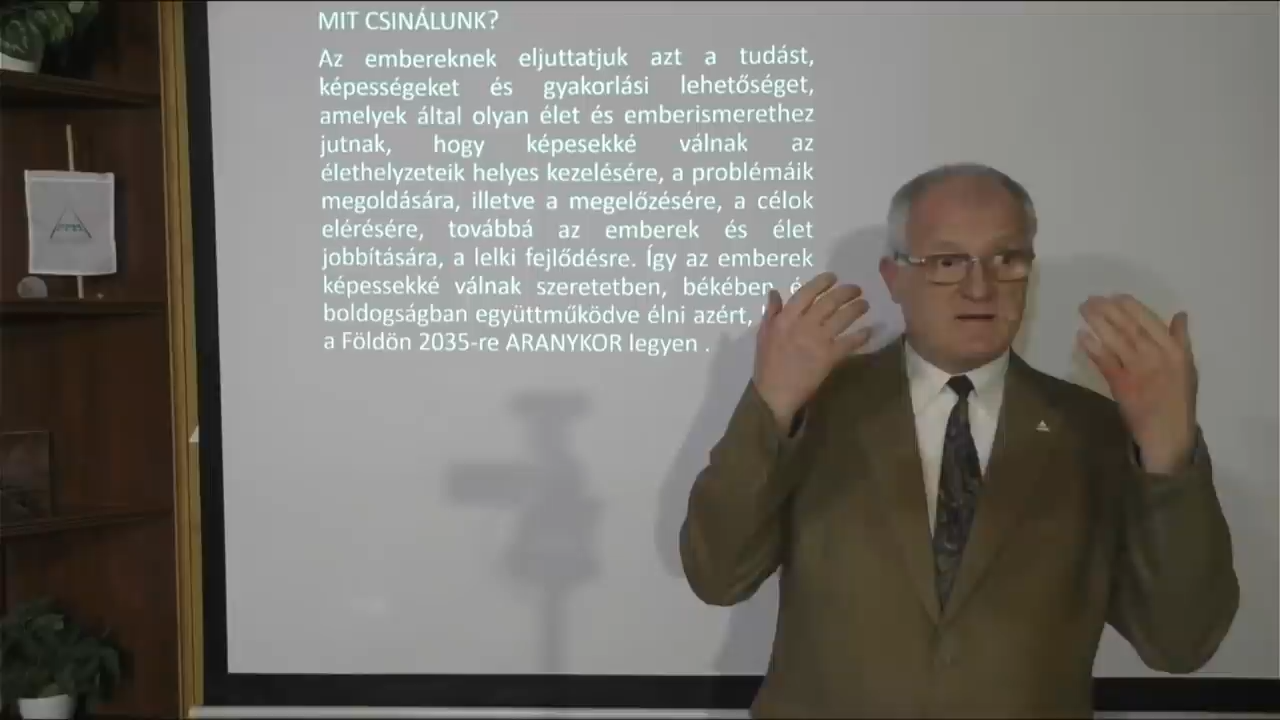 MIT CSINÁLUNK?
Az embereknek eljuttatjuk azt a tudást,
képességeket és gyakorlási lehetőséget,
amelyek által olyan élet és emberismerethez
jutnak, hogy képesekké válnak az
élethelyzeteik helyes kezelésére, a problémáik
megoldására, illetve a megelőzésére, a célok
elérésére, továbbá az emberek és élet
jobbítására, a lelki fejlődésre. Így az emberek
képessekké válnak szeretetben, békében
boldogságban együttműködve élni azért,
a Földön 2035-re ARANYKOR legyen .